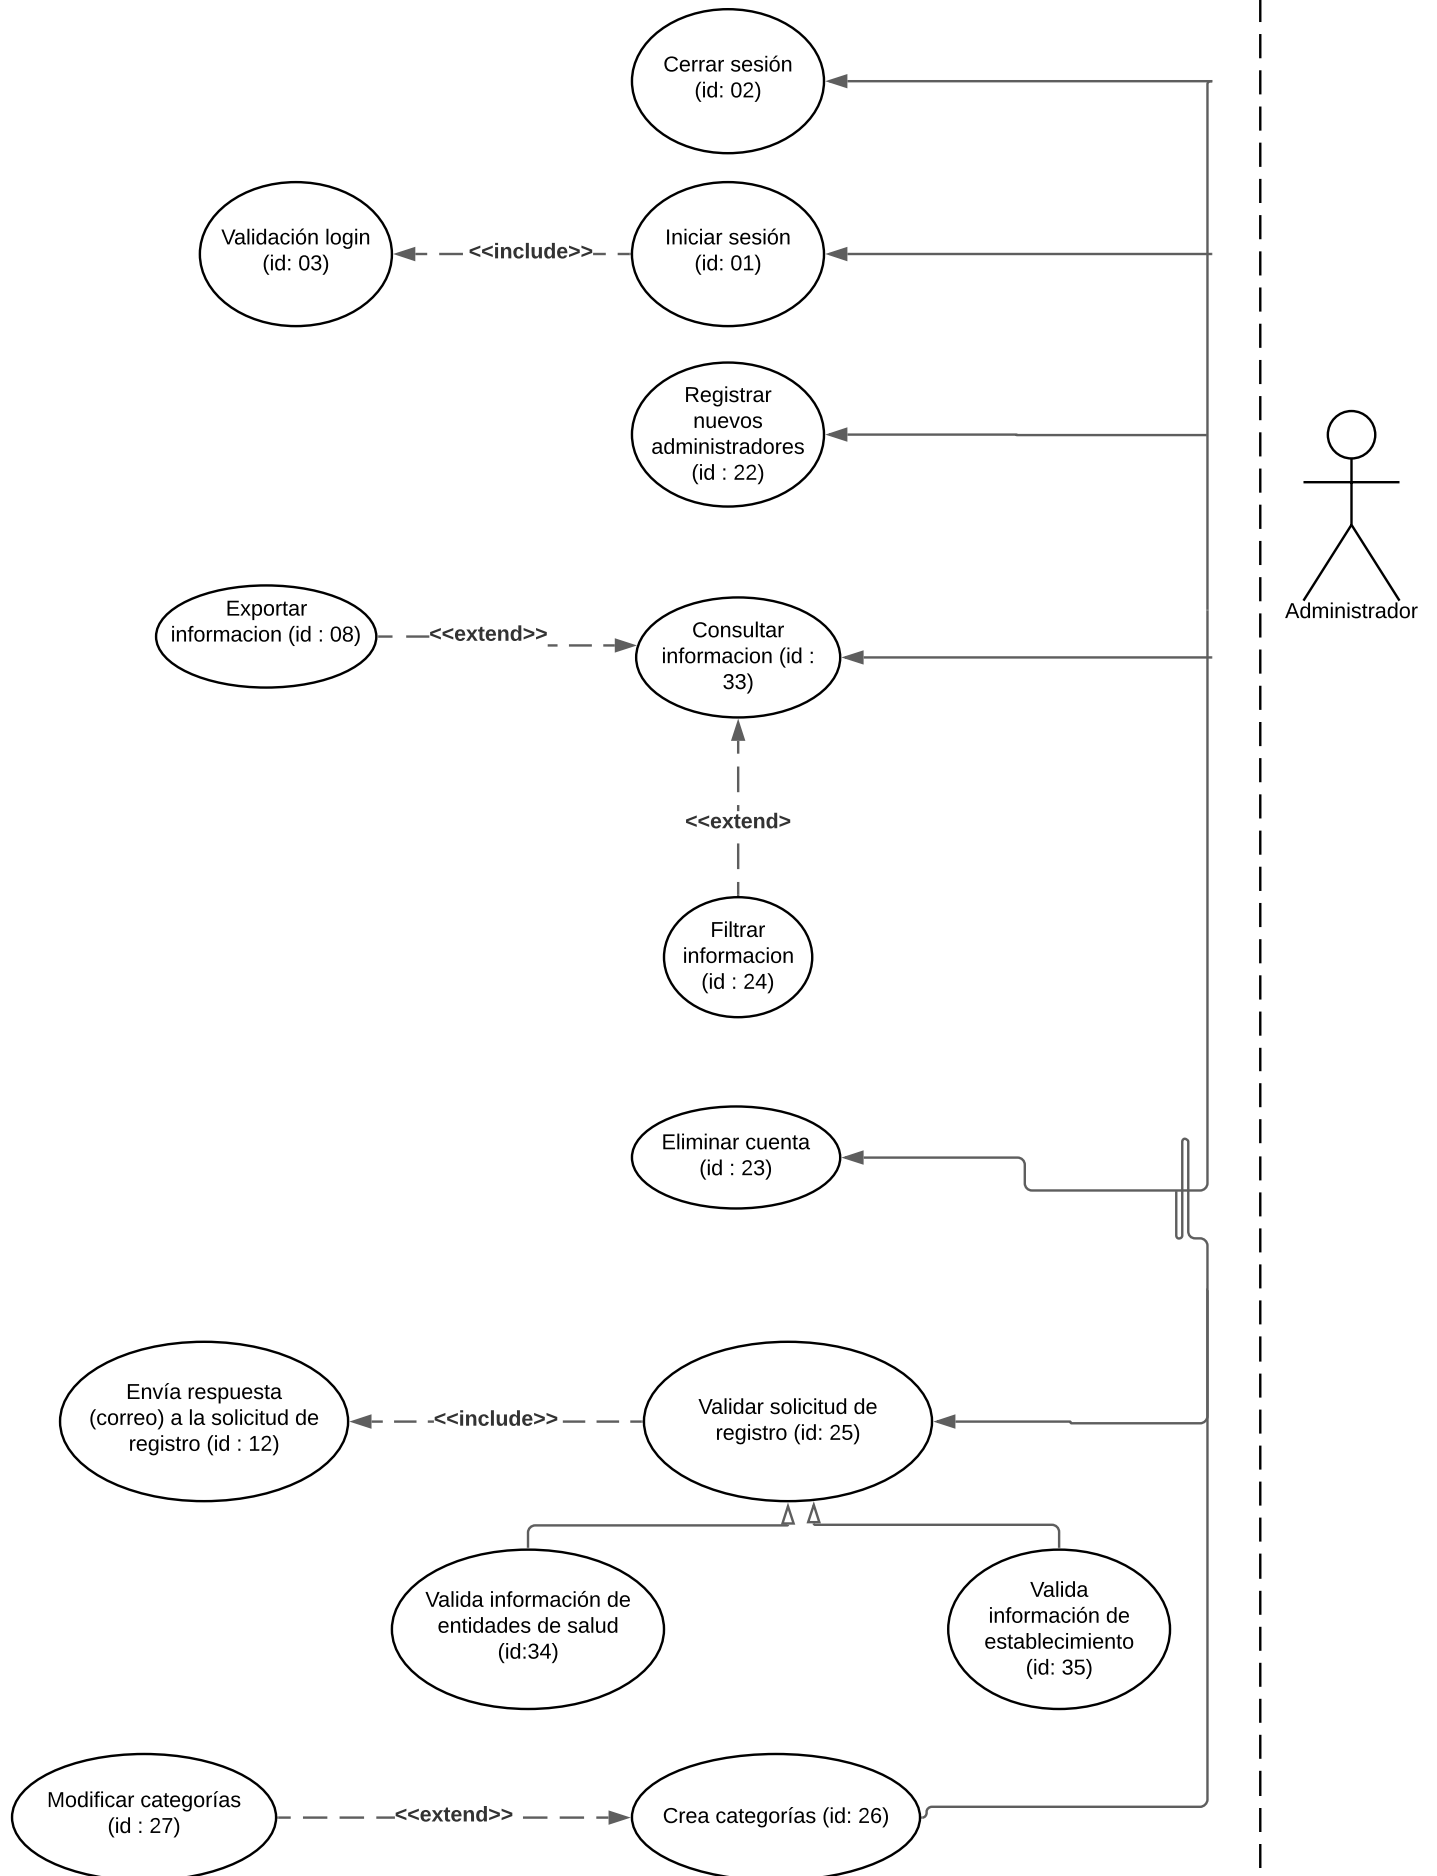 Cerrar sesión
(id: 02)
Validación login
(id: 03)
<<include>>
Iniciar sesión
(id: 01)
Registrar
nuevos
administradores
(id : 22)
Administrador
Exportar
informacion (id : 08)
<<extend>>
Consultar
informacion (id :
33)
<<extend>
Filtrar
informacion
(id : 24)
Eliminar cuenta
(id : 23)
Envía respuesta
(correo) a la solicitud de
registro (id : 12)
<<include>>
Validar solicitud de
registro (id: 25)
Valida información de
entidades de salud
(id:34)
Valida
información de
establecimiento
(id: 35)
Modificar categorías
(id : 27)
<<extend>>
Crea categorías (id: 26)